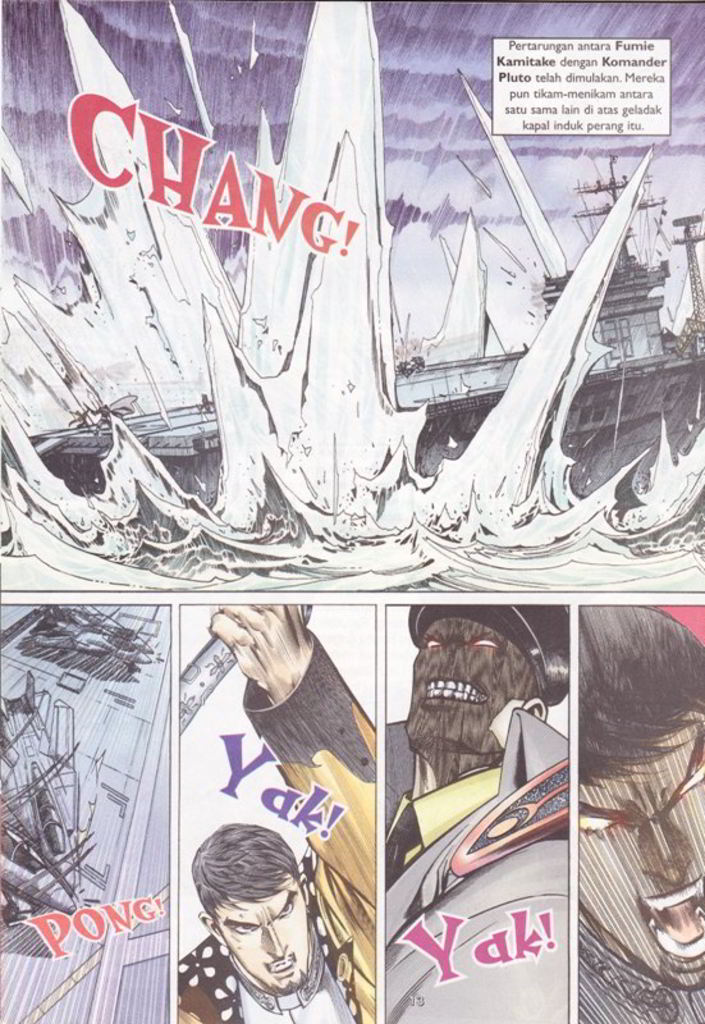 Pertarungan antara Fumie
Kamitake dengan Komander
Pluto telah dimulakan. Mereka
pun tikam-menikam antara
satu sama lain di atas geladak
kapal induk perang itu.
CHANG!
PONG!
Yak!
Yak!
13